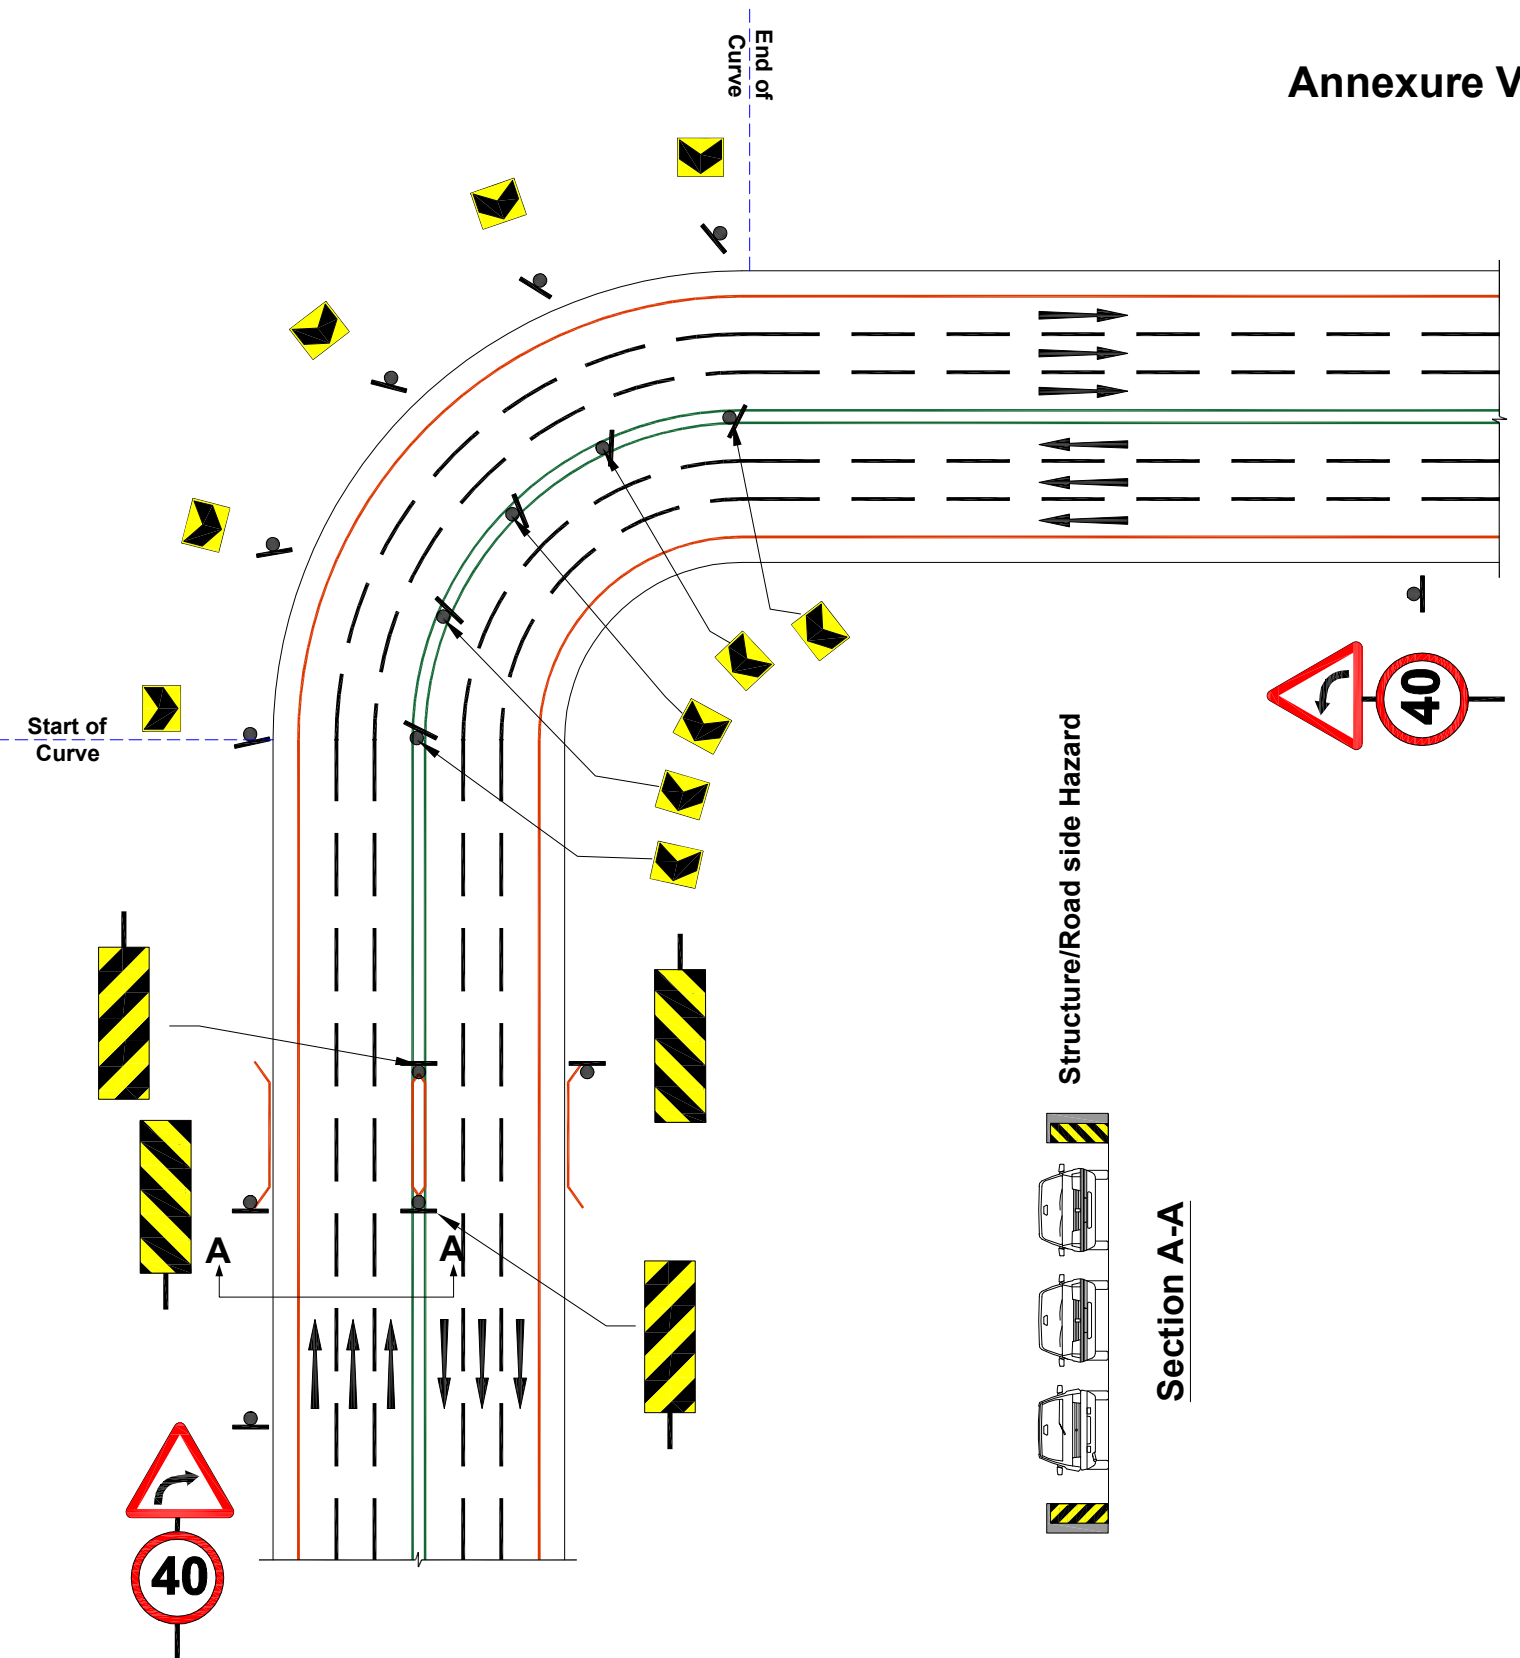 Annexure V
End of
Curve
Start of
Curve
40
Structure/Road side Hazard
A
A
Section A-A
40